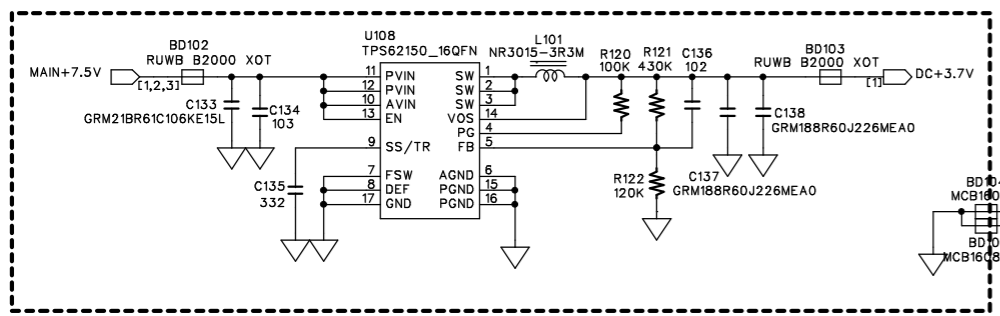 BD102
RUWB B2000 XOT
MAIN+7.5V
[1,2,3]
C133
GRM21BR61C106KE15L
C134
103
C135
332
U108
TPS62150_16QFN
11 PVIN
12 PVIN
10 AVIN
13 EN
9 SS/TR
7 FSW
8 DEF
17 GND
SW 1
SW 2
SW 3
VOS 14
PG 4
FB 5
AGND 6
PGND 15
PGND 16
L101
NR3015-3R3M
R120
100K
R121
430K
C136
102
R122
120K
C137
GRM188R60J226MEA0
C138
GRM188R60J226MEA0
BD103
RUWB B2000 XOT
[1]
DC+3.7V
BD104
MCB160
BD10
MCB1608